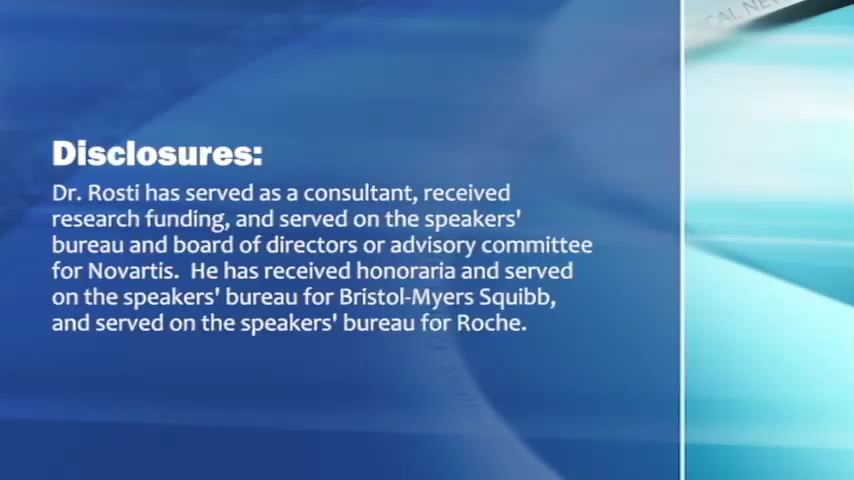 CAL NEW
Disclosures:
Dr. Rosti has served as a consultant, received
research funding, and served on the speakers'
bureau and board of directors or advisory committee
for Novartis.  He has received honoraria and served
on the speakers' bureau for Bristol-Myers Squibb,
and served on the speakers' bureau for Roche.